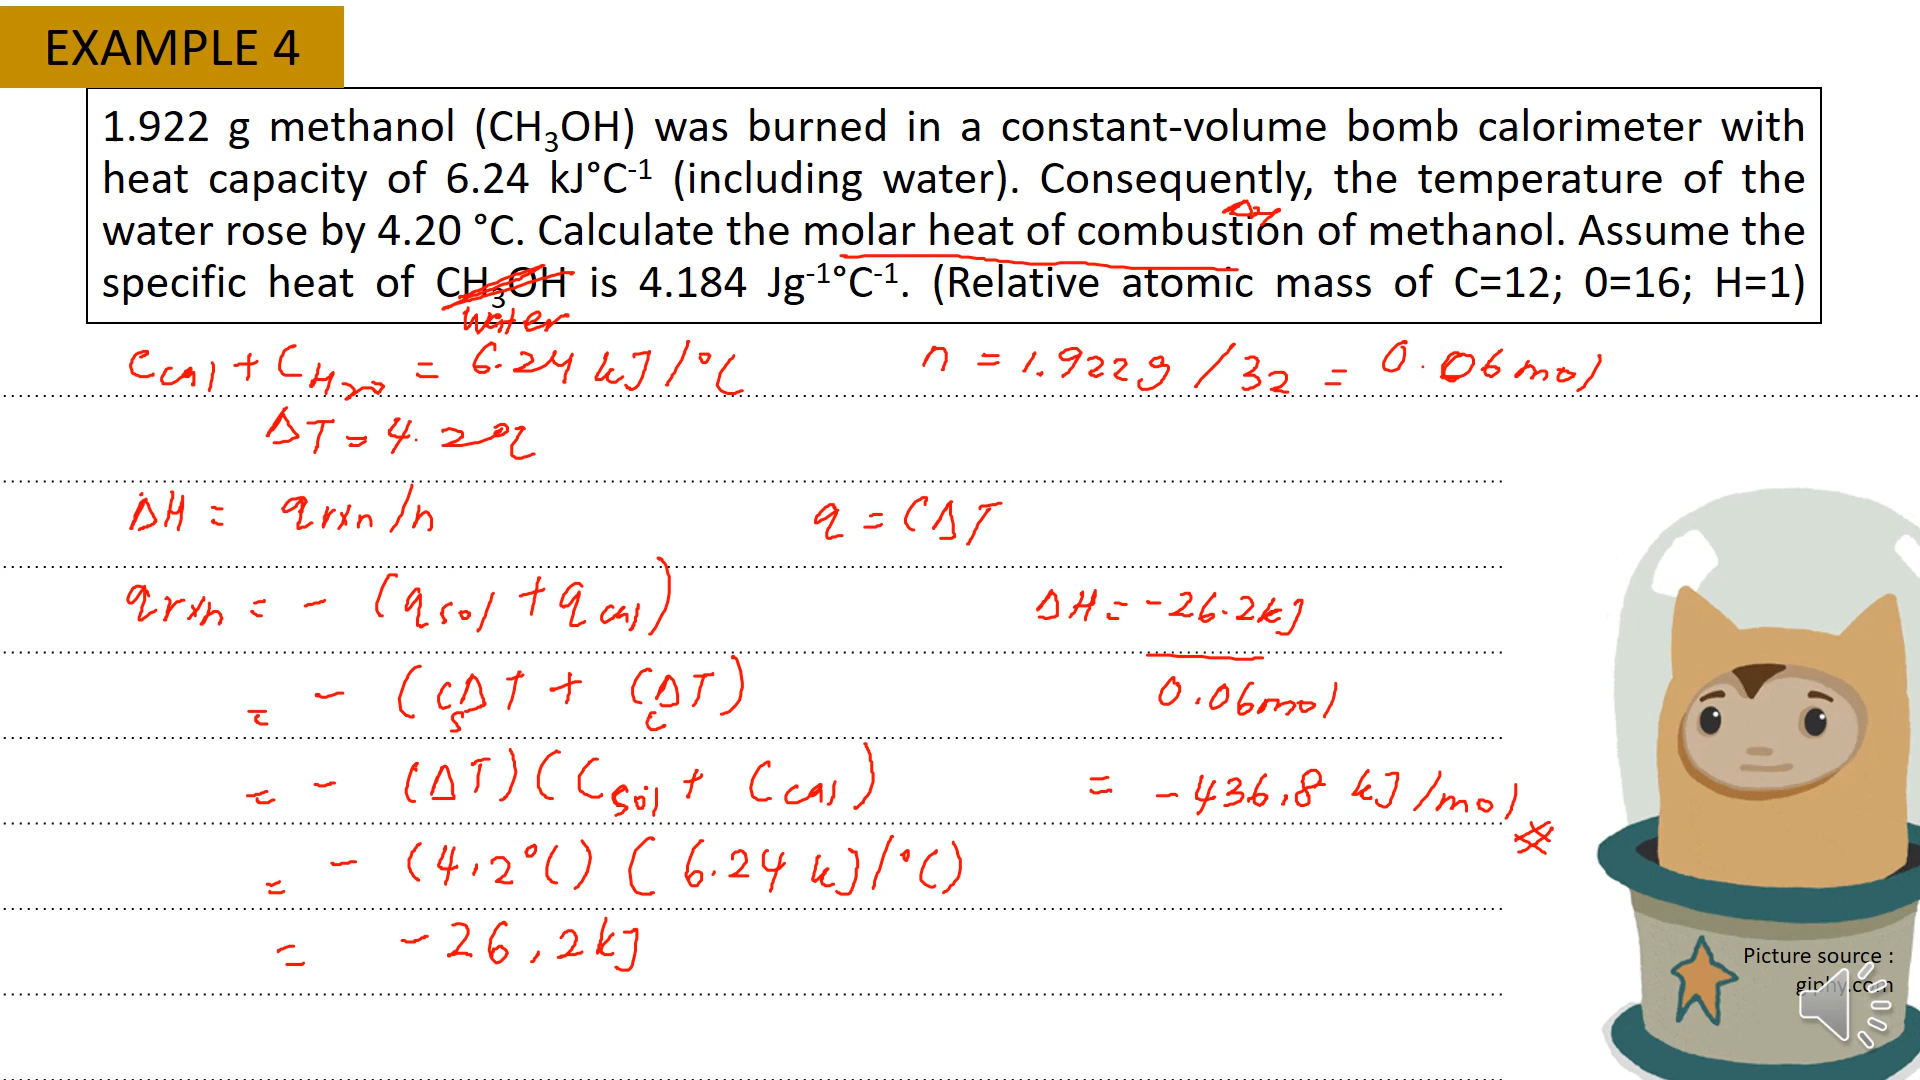 EXAMPLE 4
1.922 g methanol (CH₃OH) was burned in a constant-volume bomb calorimeter with
heat capacity of 6.24 kJ°C⁻¹ (including water). Consequently, the temperature of the
water rose by 4.20 °C. Calculate the molar heat of combustion of methanol. Assume the
specific heat of CH₃OH is 4.184 Jg⁻¹°C⁻¹. (Relative atomic mass of C=12; 0=16; H=1)
water
Ccal + CH₂O = 6.24 kJ/°C
n = 1.922g / 32 = 0.06 mol
ΔT = 4.2°C
ΔH = qrxn/n
q = CΔT
qrxn = - (qsol + qcal)
= - (CsΔT + CcΔT)
= - (ΔT)(Csol + Ccal)
= - (4.2°C) (6.24 kJ/°C)
= - 26.2 kJ
ΔH = -26.2kJ
0.06mol
= -436.8 kJ/mol
Picture source :
giphy.com